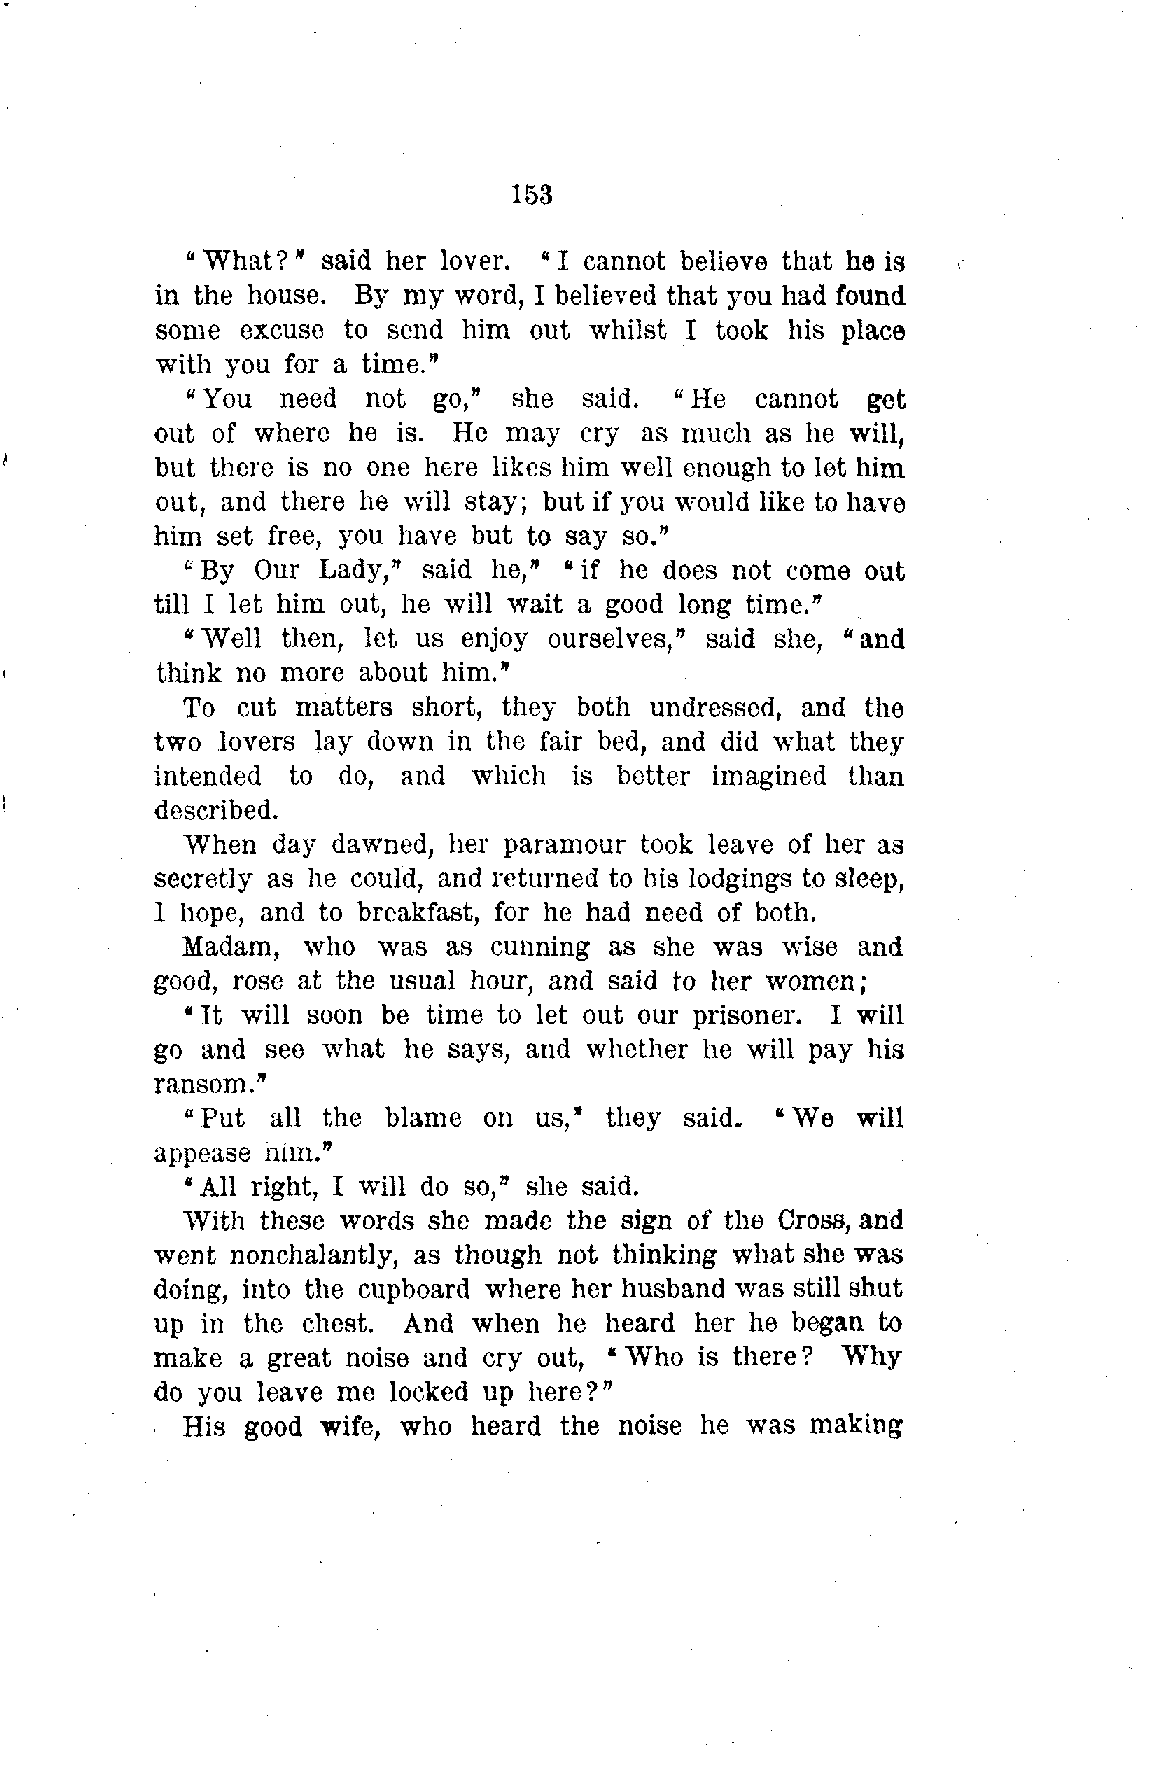 153
"What?" said her lover. "I cannot believe that he is
in the house. By my word, I believed that you had found
some excuse to send him out whilst I took his place
with you for a time."
"You need not go," she said. "He cannot get
out of where he is. He may cry as much as he will,
but there is no one here likes him well enough to let him
out, and there he will stay; but if you would like to have
him set free, you have but to say so."
"By Our Lady," said he," "if he does not come out
till I let him out, he will wait a good long time."
"Well then, let us enjoy ourselves," said she, "and
think no more about him."
To cut matters short, they both undressed, and the
two lovers lay down in the fair bed, and did what they
intended to do, and which is better imagined than
described.
When day dawned, her paramour took leave of her as
secretly as he could, and returned to his lodgings to sleep,
I hope, and to breakfast, for he had need of both.
Madam, who was as cunning as she was wise and
good, rose at the usual hour, and said to her women;
"It will soon be time to let out our prisoner. I will
go and see what he says, and whether he will pay his
ransom."
"Put all the blame on us," they said. "We will
appease him."
"All right, I will do so," she said.
With these words she made the sign of the Cross, and
went nonchalantly, as though not thinking what she was
doing, into the cupboard where her husband was still shut
up in the chest. And when he heard her he began to
make a great noise and cry out, "Who is there? Why
do you leave me locked up here?"
His good wife, who heard the noise he was making